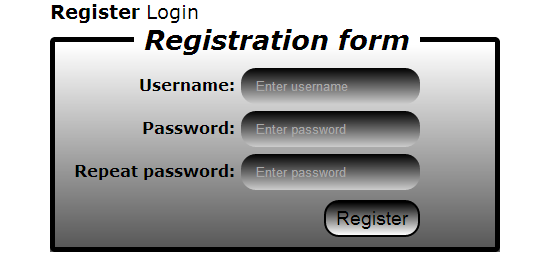 Register Login
Registration form
Username: Enter username
Password: Enter password
Repeat password: Enter password
Register